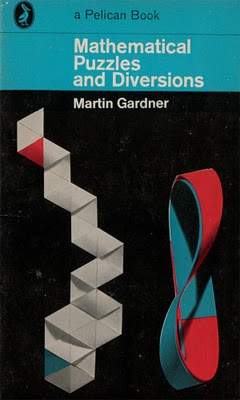 a Pelican Book
Mathematical
Puzzles
and Diversions
Martin Gardner